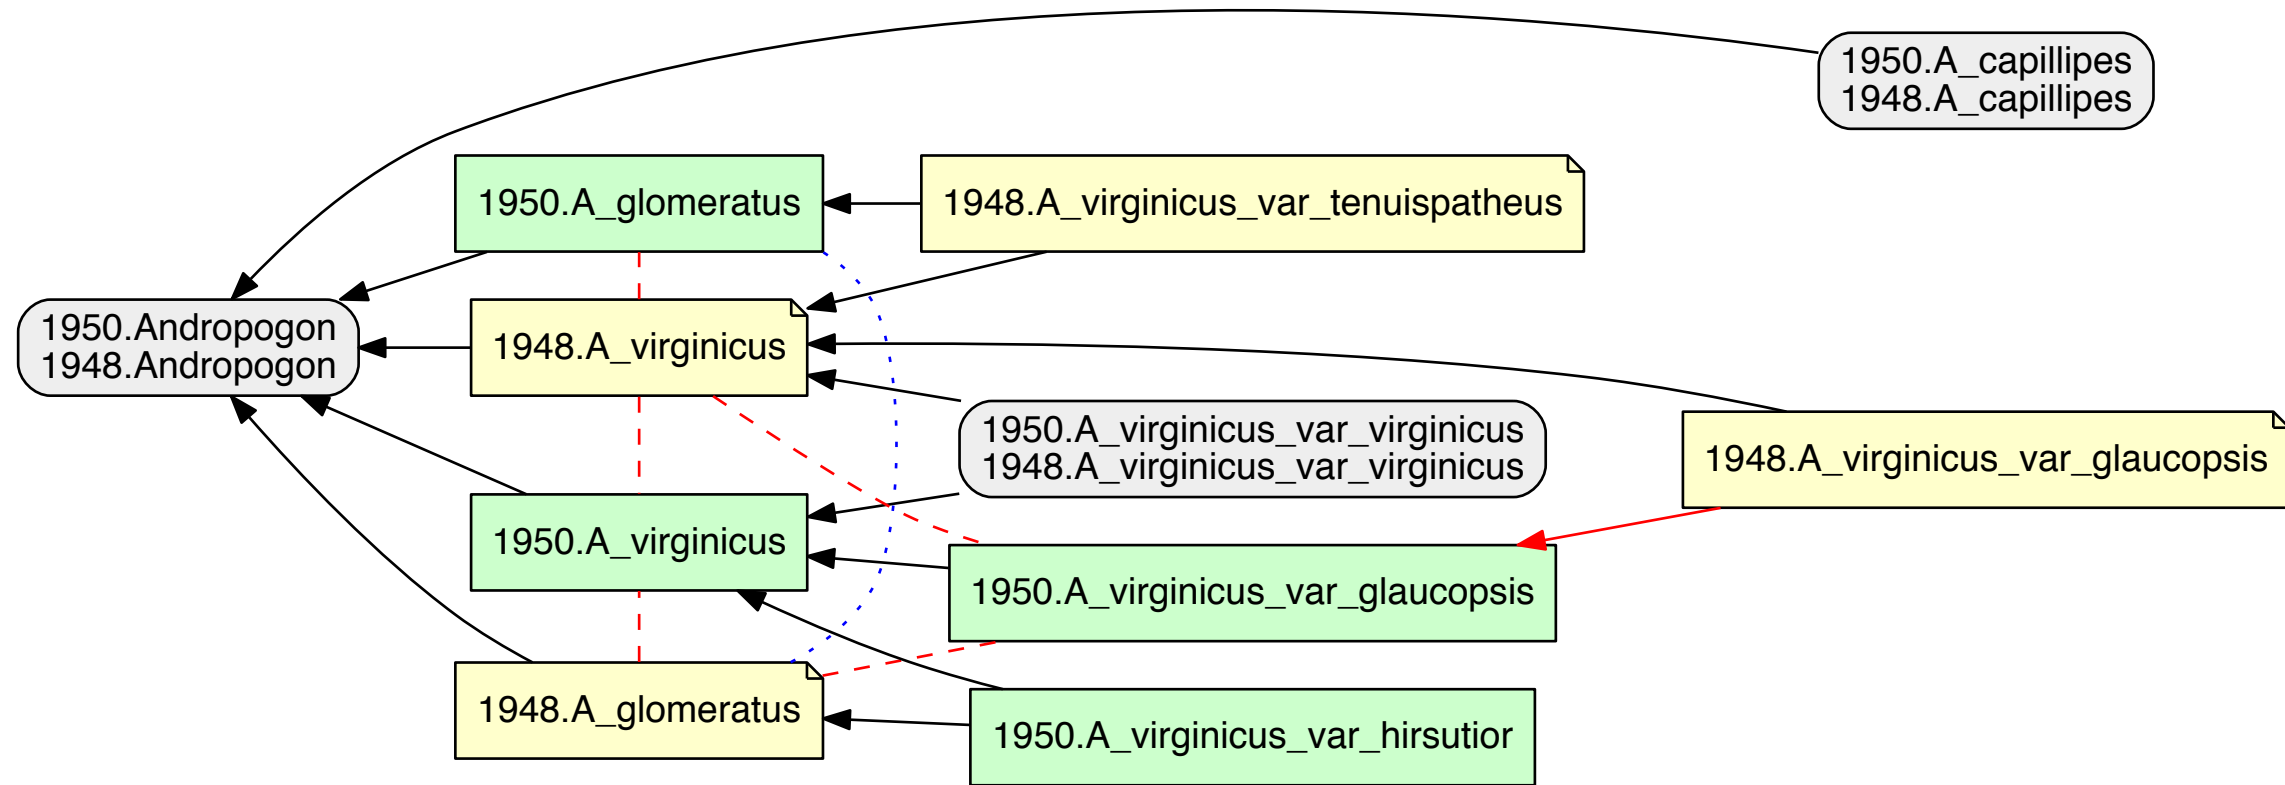 1950.A_capillipes
1948.A_capillipes
1950.A_glomeratus
1948.A_virginicus_var_tenuispatheus
1950.Andropogon
1948.Andropogon
1948.A_virginicus
1950.A_virginicus_var_virginicus
1948.A_virginicus_var_virginicus
1948.A_virginicus_var_glaucopsis
1950.A_virginicus
1950.A_virginicus_var_glaucopsis
1948.A_glomeratus
1950.A_virginicus_var_hirsutior